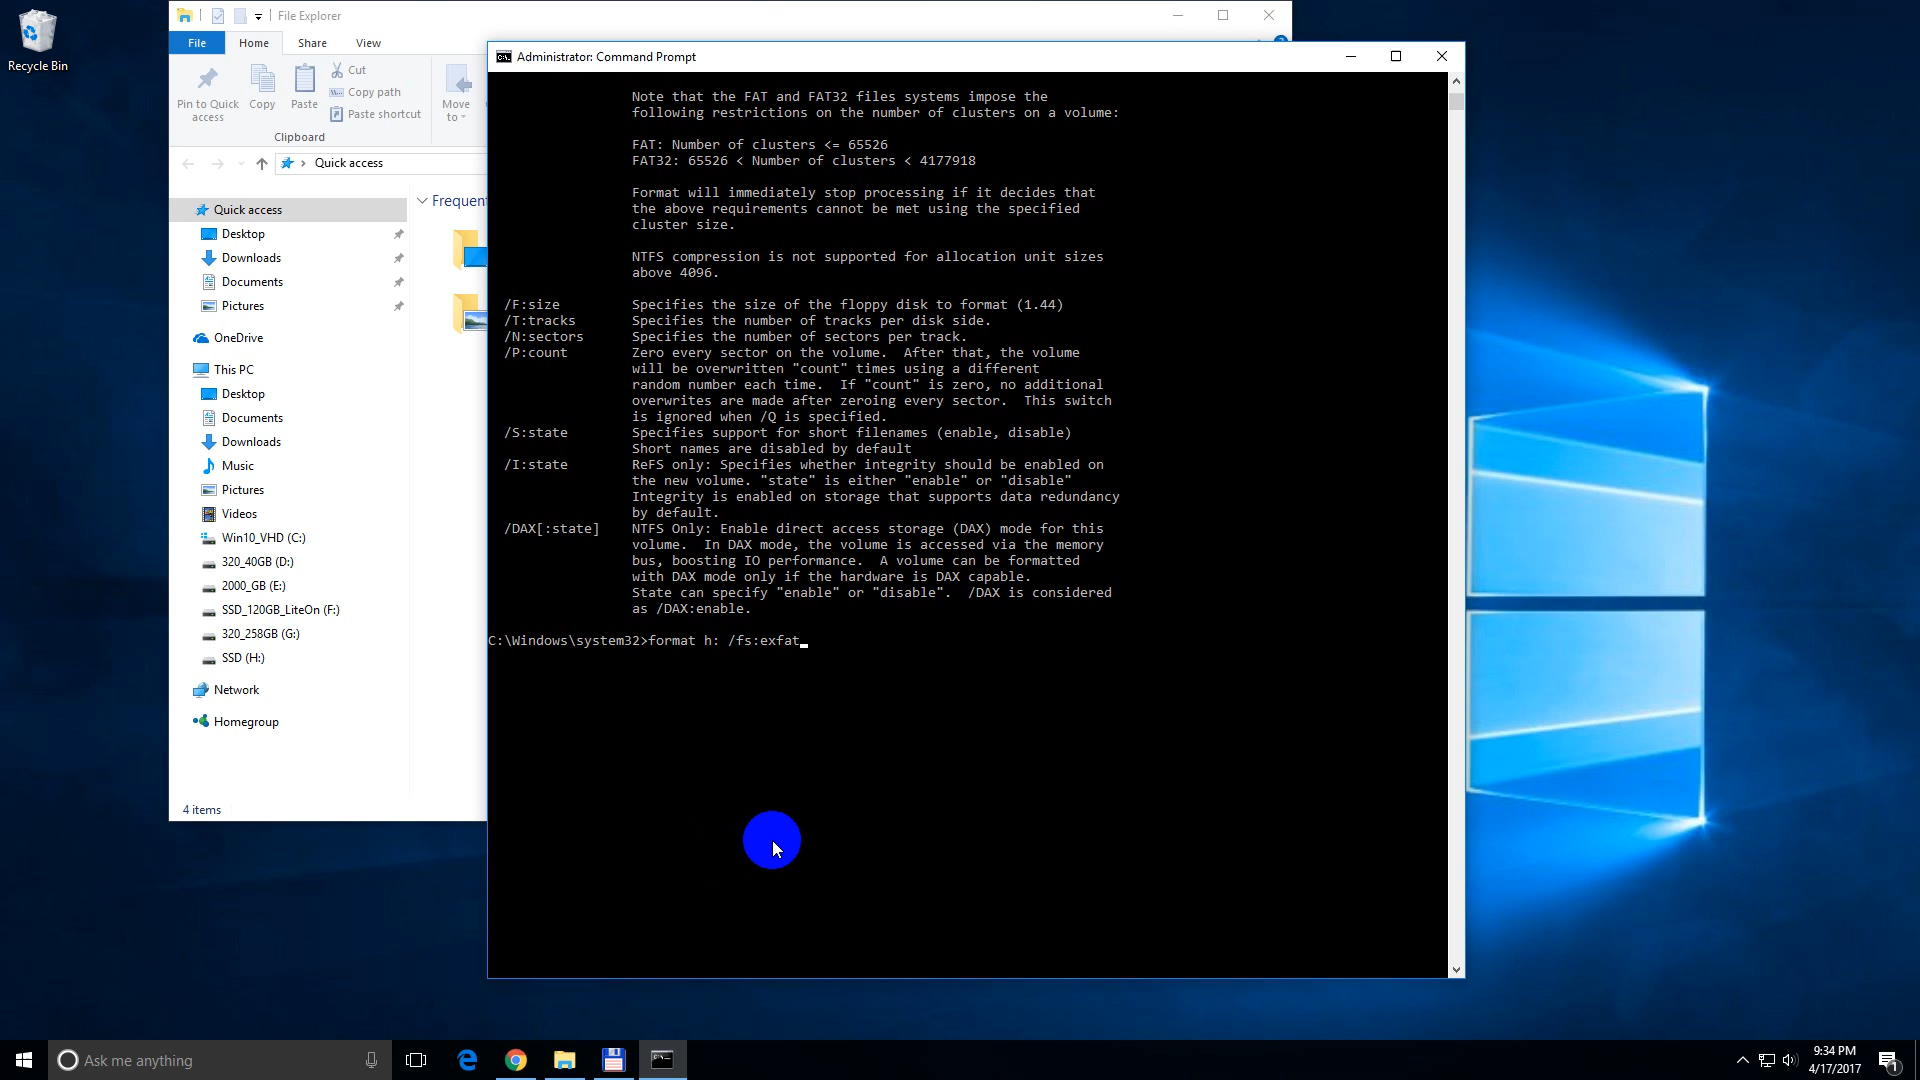 Recycle Bin
File Explorer
File
Home
Share
View
Pin to Quick access
Copy
Paste
Cut
Copy path
Paste shortcut
Move to
Clipboard
Quick access
Quick access
Desktop
Downloads
Documents
Pictures
OneDrive
This PC
Desktop
Documents
Downloads
Music
Pictures
Videos
Win10_VHD (C:)
320_40GB (D:)
2000_GB (E:)
SSD_120GB_LiteOn (F:)
320_258GB (G:)
SSD (H:)
Network
Homegroup
Frequen
4 items
Administrator: Command Prompt
Note that the FAT and FAT32 files systems impose the
following restrictions on the number of clusters on a volume:
FAT: Number of clusters <= 65526
FAT32: 65526 < Number of clusters < 4177918
Format will immediately stop processing if it decides that
the above requirements cannot be met using the specified
cluster size.
NTFS compression is not supported for allocation unit sizes
above 4096.
/F:size Specifies the size of the floppy disk to format (1.44)
/T:tracks Specifies the number of tracks per disk side.
/N:sectors Specifies the number of sectors per track.
/P:count Zero every sector on the volume. After that, the volume
will be overwritten "count" times using a different
random number each time. If "count" is zero, no additional
overwrites are made after zeroing every sector. This switch
is ignored when /Q is specified.
/S:state Specifies support for short filenames (enable, disable)
Short names are disabled by default
/I:state ReFS only: Specifies whether integrity should be enabled on
the new volume. "state" is either "enable" or "disable"
Integrity is enabled on storage that supports data redundancy
by default.
/DAX[:state] NTFS Only: Enable direct access storage (DAX) mode for this
volume. In DAX mode, the volume is accessed via the memory
bus, boosting IO performance. A volume can be formatted
with DAX mode only if the hardware is DAX capable.
State can specify "enable" or "disable". /DAX is considered
as /DAX:enable.
C:\Windows\system32>format h: /fs:exfat
Ask me anything
9:34 PM
4/17/2017
1